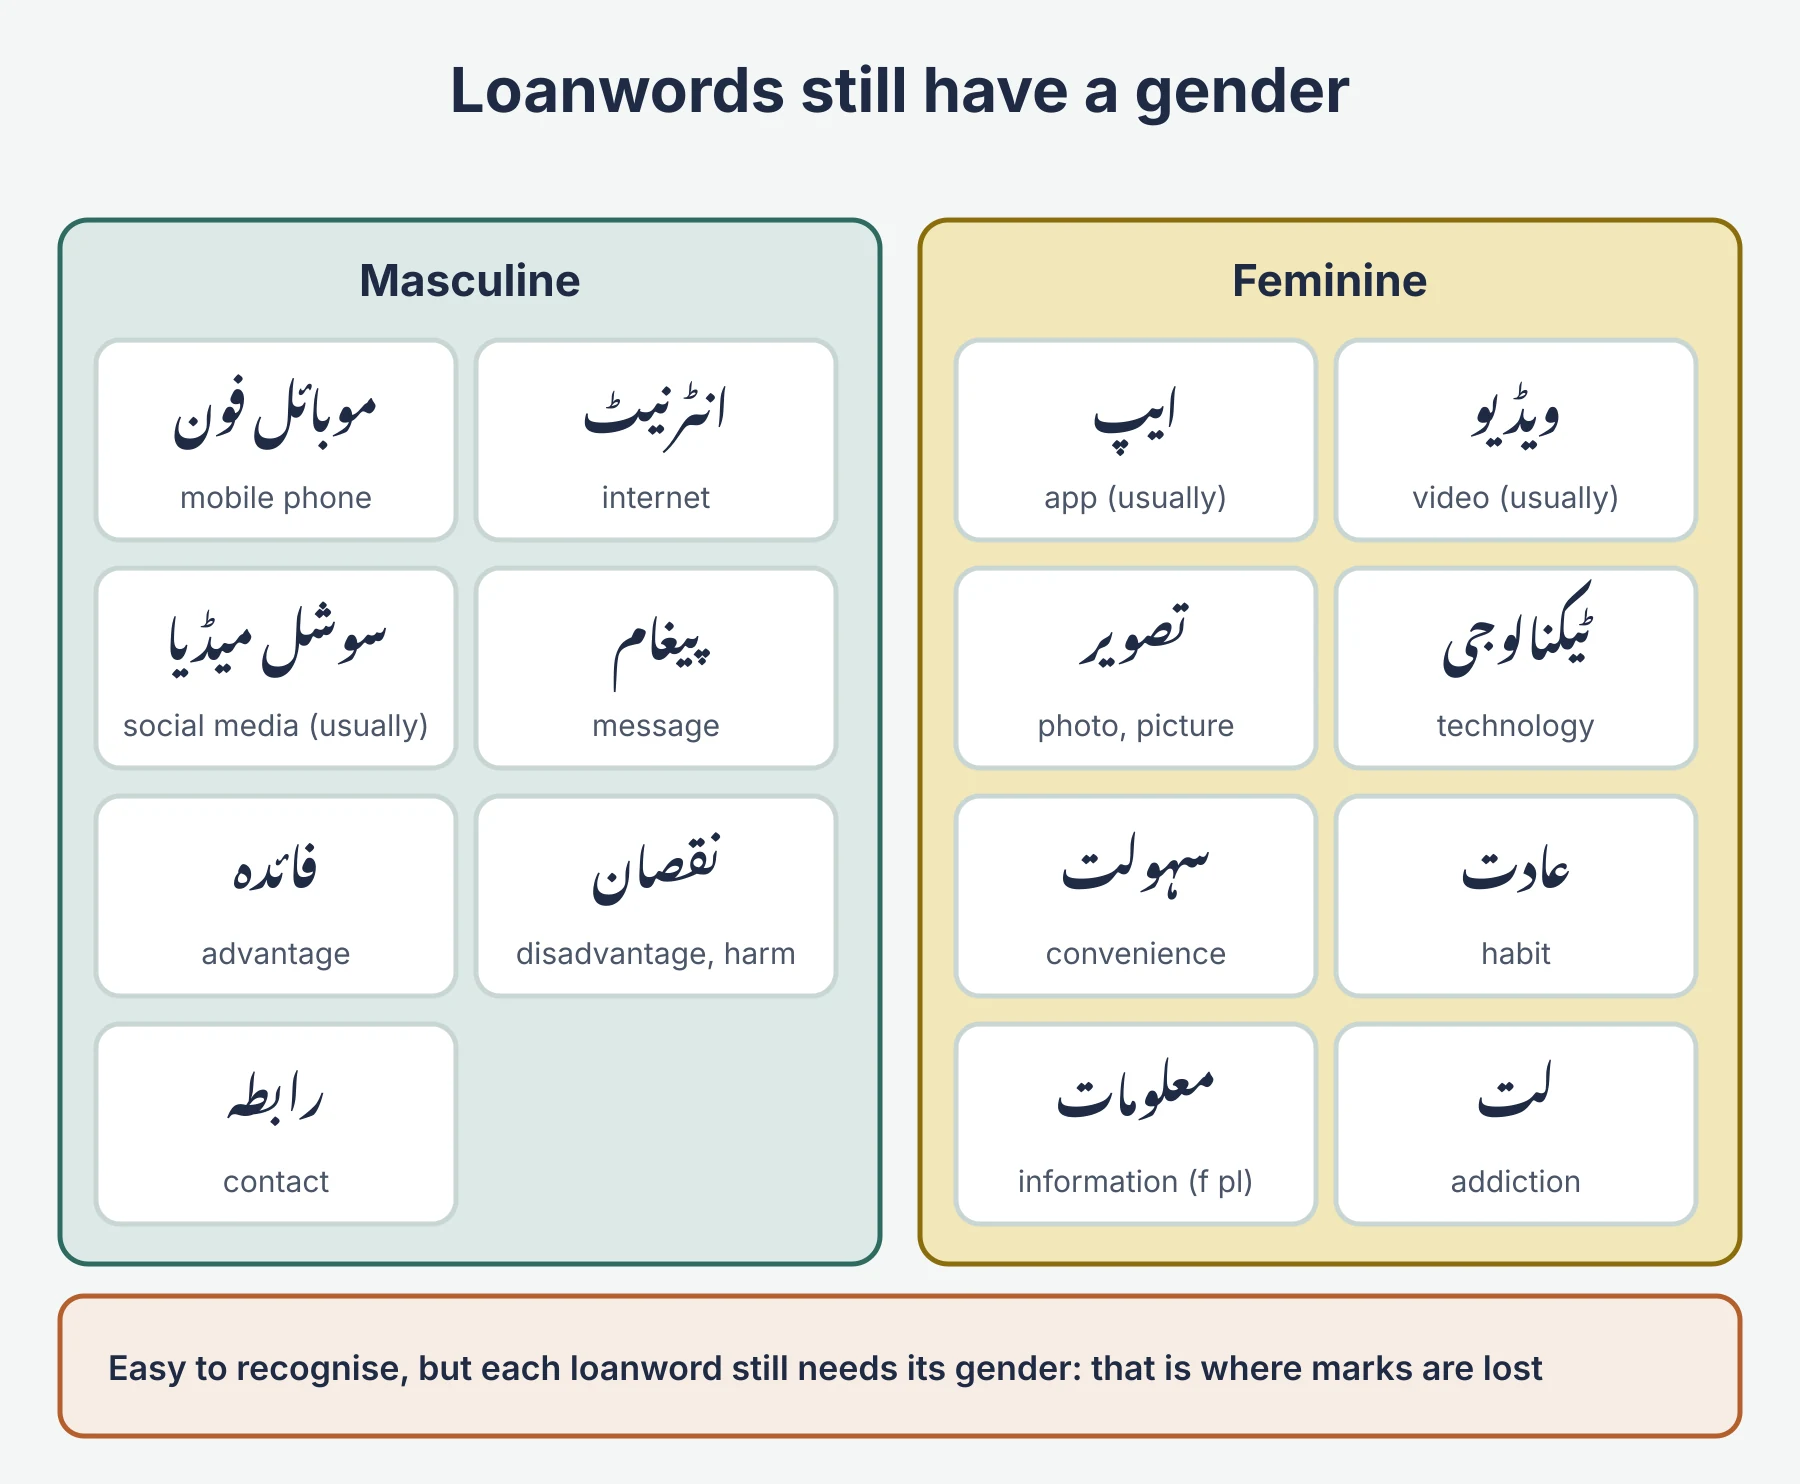 Loanwords still have a gender
Masculine
موبائل فون
mobile phone
انٹرنیٹ
internet
سوشل میڈیا
social media (usually)
پیغام
message
فائدہ
advantage
نقصان
disadvantage, harm
رابطہ
contact
Feminine
ایپ
app (usually)
ویڈیو
video (usually)
تصویر
photo, picture
ٹیکنالوجی
technology
سہولت
convenience
عادت
habit
معلومات
information (f pl)
لت
addiction
Easy to recognise, but each loanword still needs its gender: that is where marks are lost